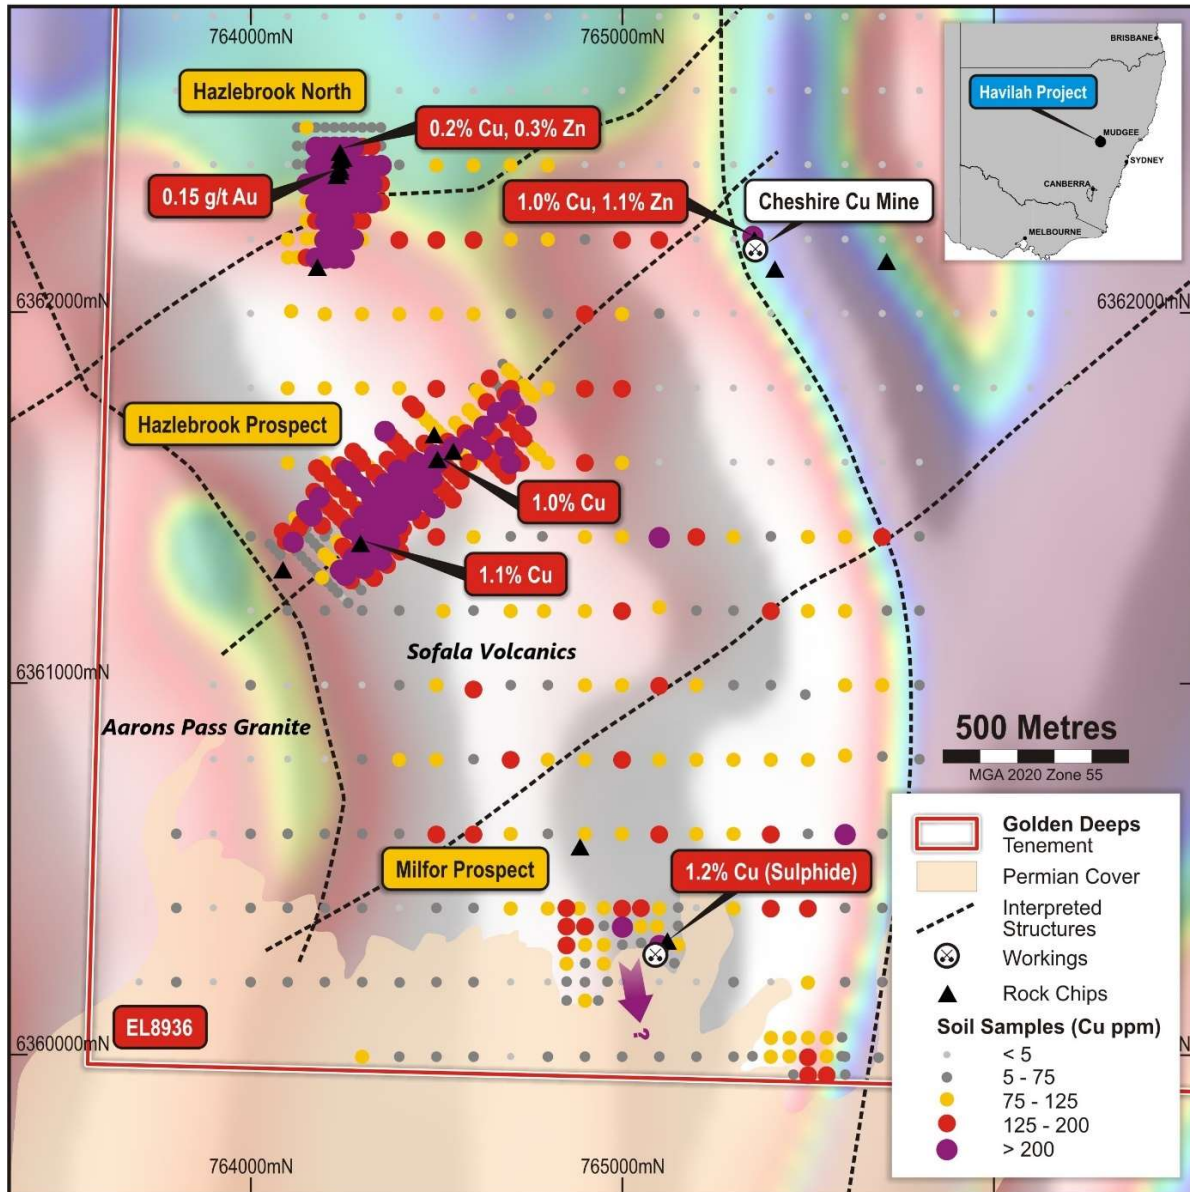 764000mN
765000mN
BRISBANE
Havilah Project
MUDGEE
SYDNEY
CANBERRA
MELBOURNE
Hazlebrook North
0.2% Cu, 0.3% Zn
0.15 g/t Au
1.0% Cu, 1.1% Zn
Cheshire Cu Mine
6362000mN
6362000mN
Hazlebrook Prospect
1.0% Cu
1.1% Cu
Sofala Volcanics
6361000mN
Aarons Pass Granite
500 Metres
MGA 2020 Zone 55
Milfor Prospect
1.2% Cu (Sulphide)
?
EL8936
6360000mN
Golden Deeps
Tenement
Permian Cover
Interpreted
Structures
Workings
Rock Chips
Soil Samples (Cu ppm)
< 5
5 - 75
75 - 125
125 - 200
> 200
764000mN
765000mN